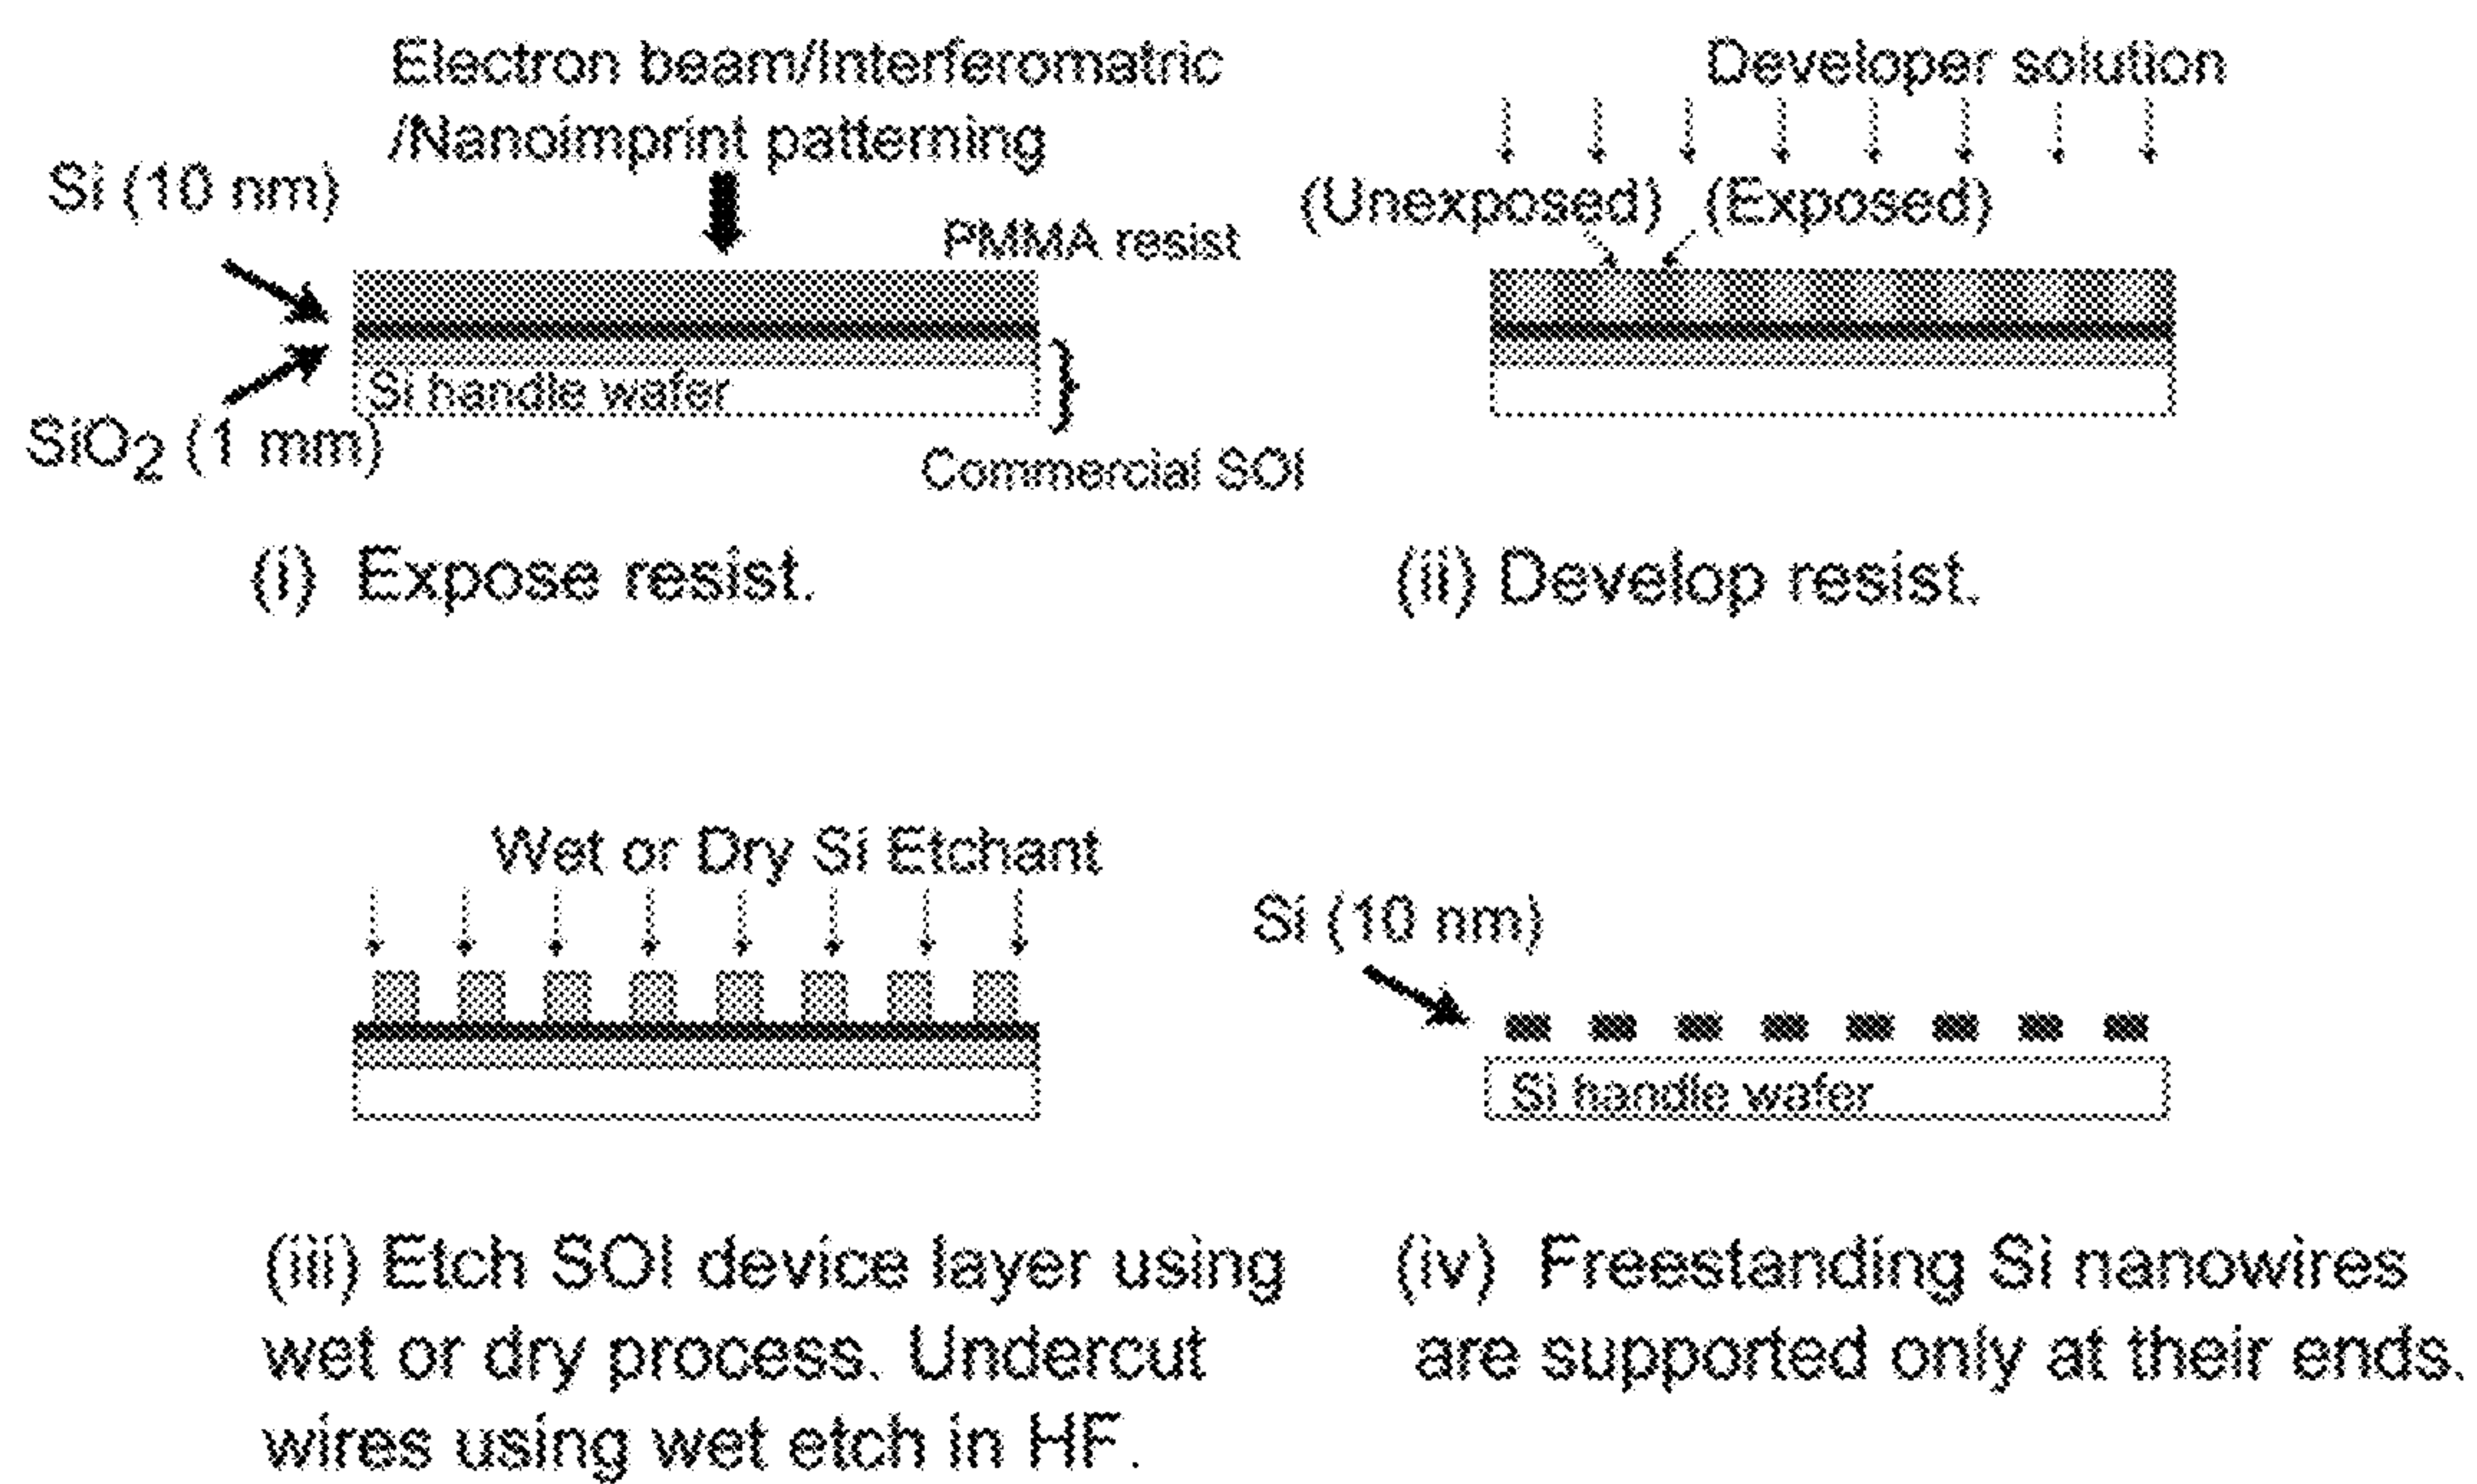 Electron beam/Interferomatric
/Nanoimprint patterning
Si (10 nm)
PMMA resist
Si handle wafer
SiO2 (1 mm)
Commercial SOI
(i) Expose resist.
Developer solution
(Unexposed) (Exposed)
(ii) Develop resist.
Wet or Dry Si Etchant
(iii) Etch SOI device layer using
wet or dry process. Undercut
wires using wet etch in HF.
Si (10 nm)
Si handle wafer
(iv) Freestanding Si nanowires
are supported only at their ends.